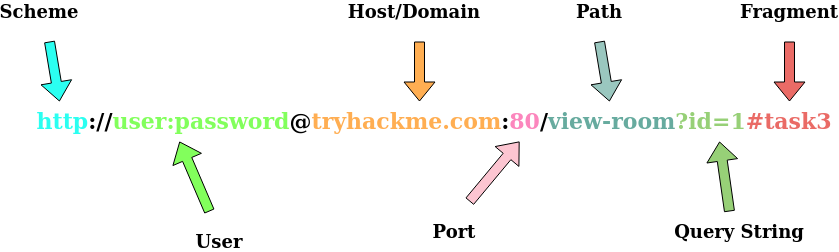 Scheme Host/Domain Path Fragment
http://user:password@tryhackme.com:80/view-room?id=1#task3
User Port Query String